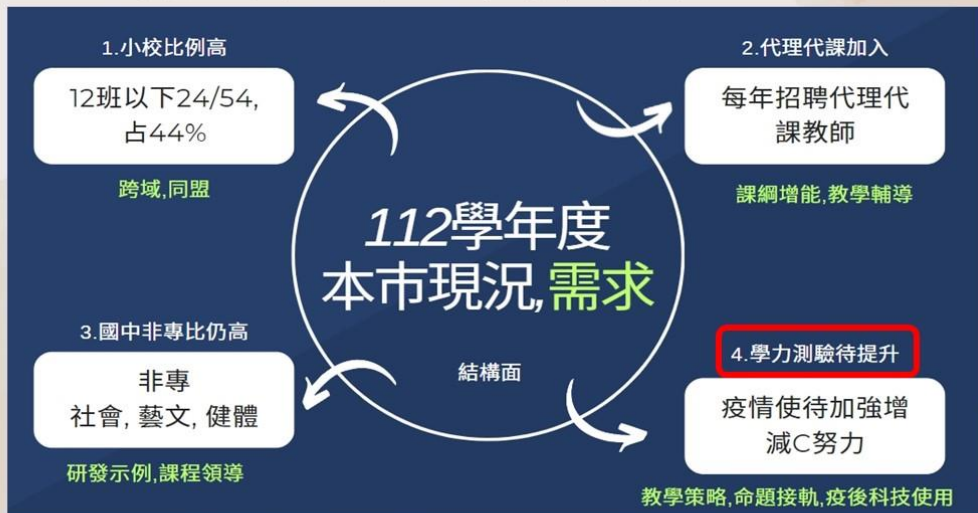 1.小校比例高
12班以下24/54,
占44%
跨域,同盟
2.代理代課加入
每年招聘代理代
課教師
課綱增能,教學輔導
112學年度
本市現況,需求
結構面
3.國中非專比仍高
非專
社會, 藝文, 健體
研發示例,課程領導
4.學力測驗待提升
疫情使待加強增
減C努力
教學策略,命題接軌,疫後科技使用